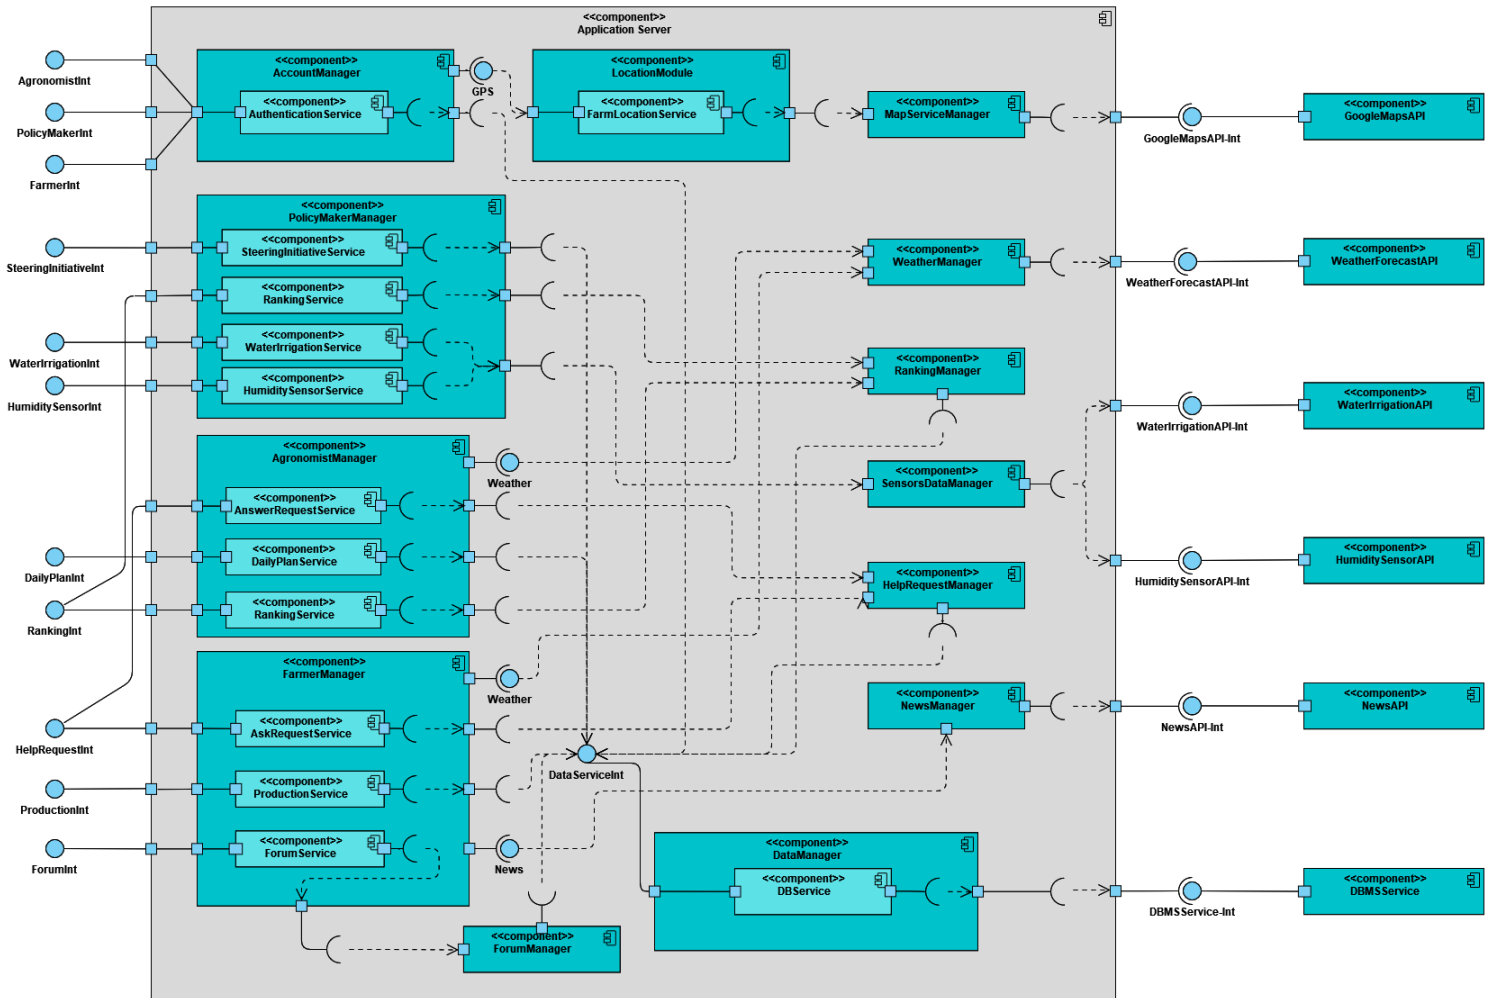 <<component>>
Application Server
AgronomistInt
PolicyMakerInt
FarmerInt
<<component>>
AccountManager
<<component>>
AuthenticationService
GPS
<<component>>
LocationModule
<<component>>
FarmLocationService
<<component>>
MapServiceManager
GoogleMapsAPI-Int
<<component>>
GoogleMapsAPI
SteeringInitiativeInt
<<component>>
PolicyMakerManager
<<component>>
SteeringInitiativeService
<<component>>
RankingService
<<component>>
WaterIrrigationService
<<component>>
HumiditySensorService
WaterIrrigationInt
HumiditySensorInt
<<component>>
WeatherManager
WeatherForecastAPI-Int
<<component>>
WeatherForecastAPI
<<component>>
RankingManager
<<component>>
SensorsDataManager
WaterIrrigationAPI-Int
<<component>>
WaterIrrigationAPI
<<component>>
AgronomistManager
Weather
<<component>>
AnswerRequestService
<<component>>
DailyPlanService
<<component>>
RankingService
DailyPlanInt
RankingInt
<<component>>
HelpRequestManager
HumiditySensorAPI-Int
<<component>>
HumiditySensorAPI
<<component>>
FarmerManager
Weather
<<component>>
AskRequestService
<<component>>
ProductionService
<<component>>
ForumService
HelpRequestInt
ProductionInt
ForumInt
News
DataServiceInt
<<component>>
NewsManager
NewsAPI-Int
<<component>>
NewsAPI
<<component>>
DataManager
<<component>>
DBService
DBMSService-Int
<<component>>
DBMSService
<<component>>
ForumManager